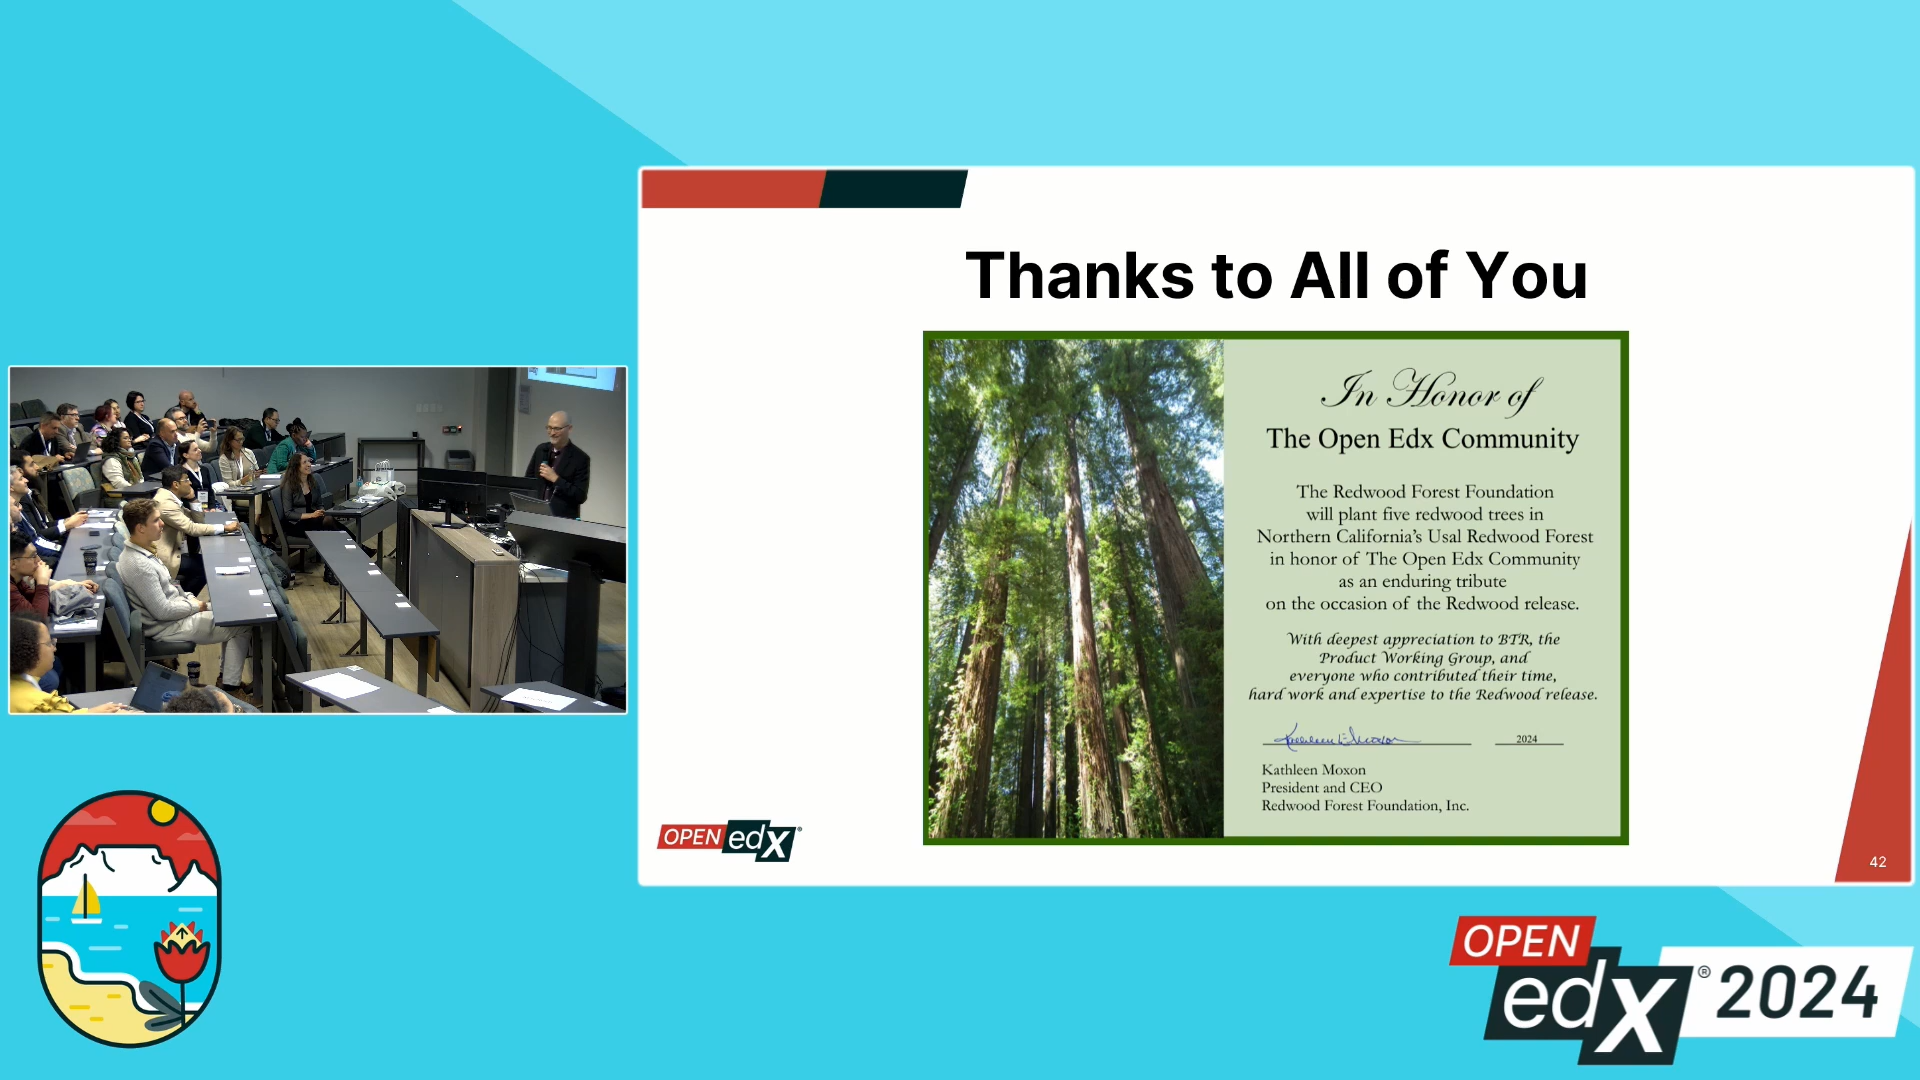 Thanks to All of You
In Honor of
The Open Edx Community
The Redwood Forest Foundation
will plant five redwood trees in
Northern California's Usal Redwood Forest
in honor of The Open Edx Community
as an enduring tribute
on the occasion of the Redwood release.
With deepest appreciation to BTR, the
Product Working Group, and
everyone who contributed their time,
hard work and expertise to the Redwood release.
2024
Kathleen Moxon
President and CEO
Redwood Forest Foundation, Inc.
OPEN edX®
42
OPEN
edX® 2024